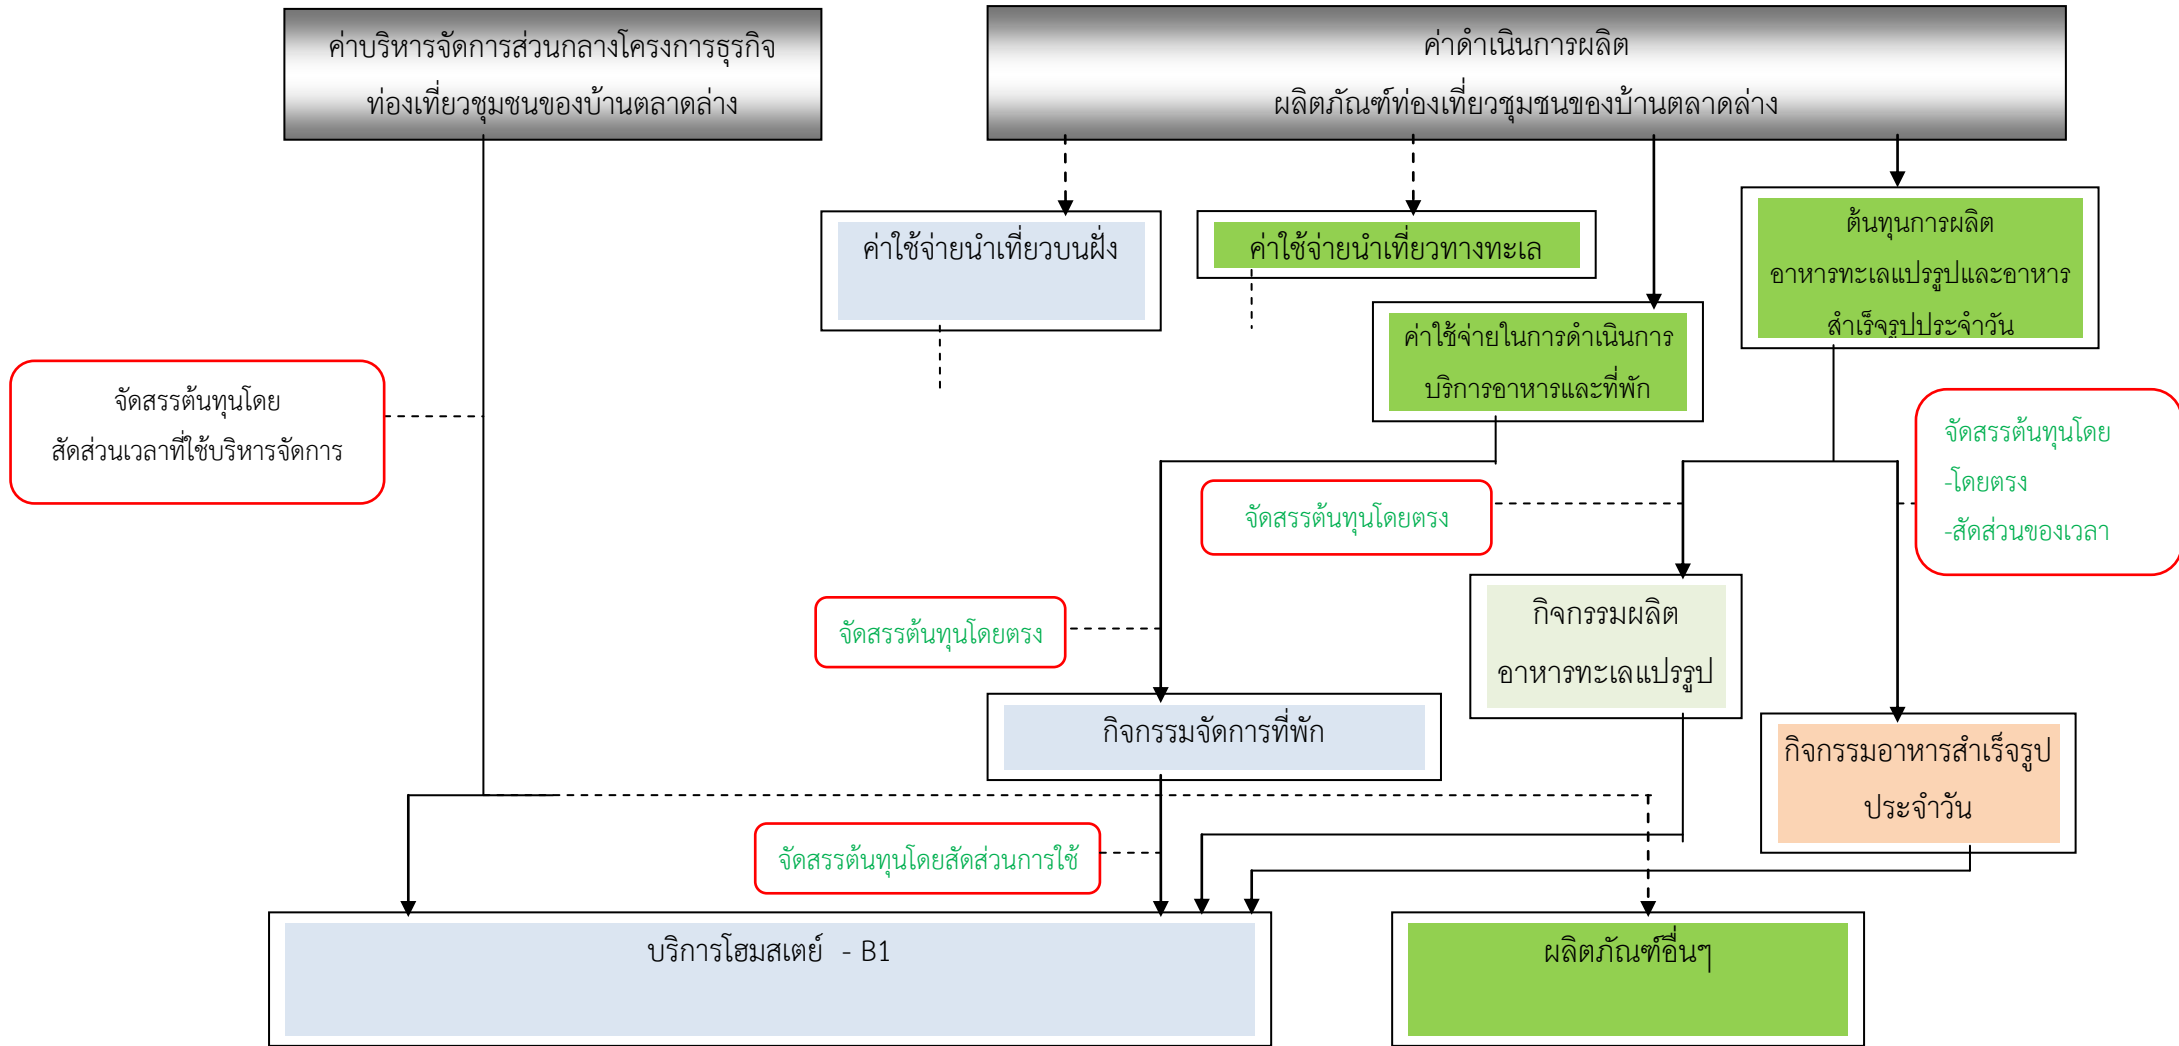 ค่าบริหารจัดการส่วนกลางโครงการธุรกิจ
ท่องเที่ยวชุมชนของบ้านตลาดล่าง
ค่าดำเนินการผลิต
ผลิตภัณฑ์ท่องเที่ยวชุมชนของบ้านตลาดล่าง
ค่าใช้จ่ายนำเที่ยวบนฝั่ง
ค่าใช้จ่ายนำเที่ยวทางทะเล
ต้นทุนการผลิต
อาหารทะเลแปรรูปและอาหาร
สำเร็จรูปประจำวัน
ค่าใช้จ่ายในการดำเนินการ
บริการอาหารและที่พัก
จัดสรรต้นทุนโดย
สัดส่วนเวลาที่ใช้บริหารจัดการ
จัดสรรต้นทุนโดย
-โดยตรง
-สัดส่วนของเวลา
จัดสรรต้นทุนโดยตรง
จัดสรรต้นทุนโดยตรง
กิจกรรมผลิต
อาหารทะเลแปรรูป
กิจกรรมจัดการที่พัก
กิจกรรมอาหารสำเร็จรูป
ประจำวัน
จัดสรรต้นทุนโดยสัดส่วนการใช้
บริการโฮมสเตย์ - B1
ผลิตภัณฑ์อื่นๆ